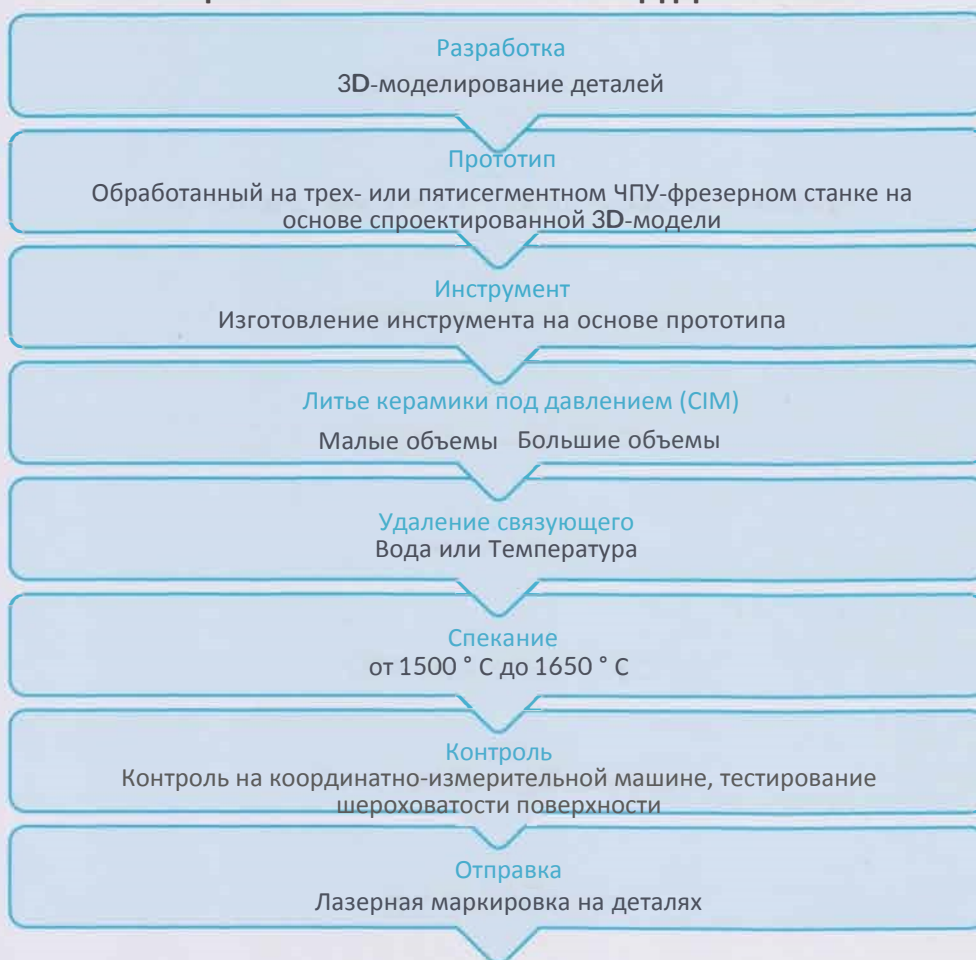 Разработка
3D-моделирование деталей
Прототип
Обработанный на трех- или пятисегментном ЧПУ-фрезерном станке на
основе спроектированной 3D-модели
Инструмент
Изготовление инструмента на основе прототипа
Литье керамики под давлением (CIM)
Малые объемы Большие объемы
Удаление связующего
Вода или Температура
Спекание
от 1500 ° C до 1650 ° C
Контроль
Контроль на координатно-измерительной машине, тестирование
шероховатости поверхности
Отправка
Лазерная маркировка на деталях